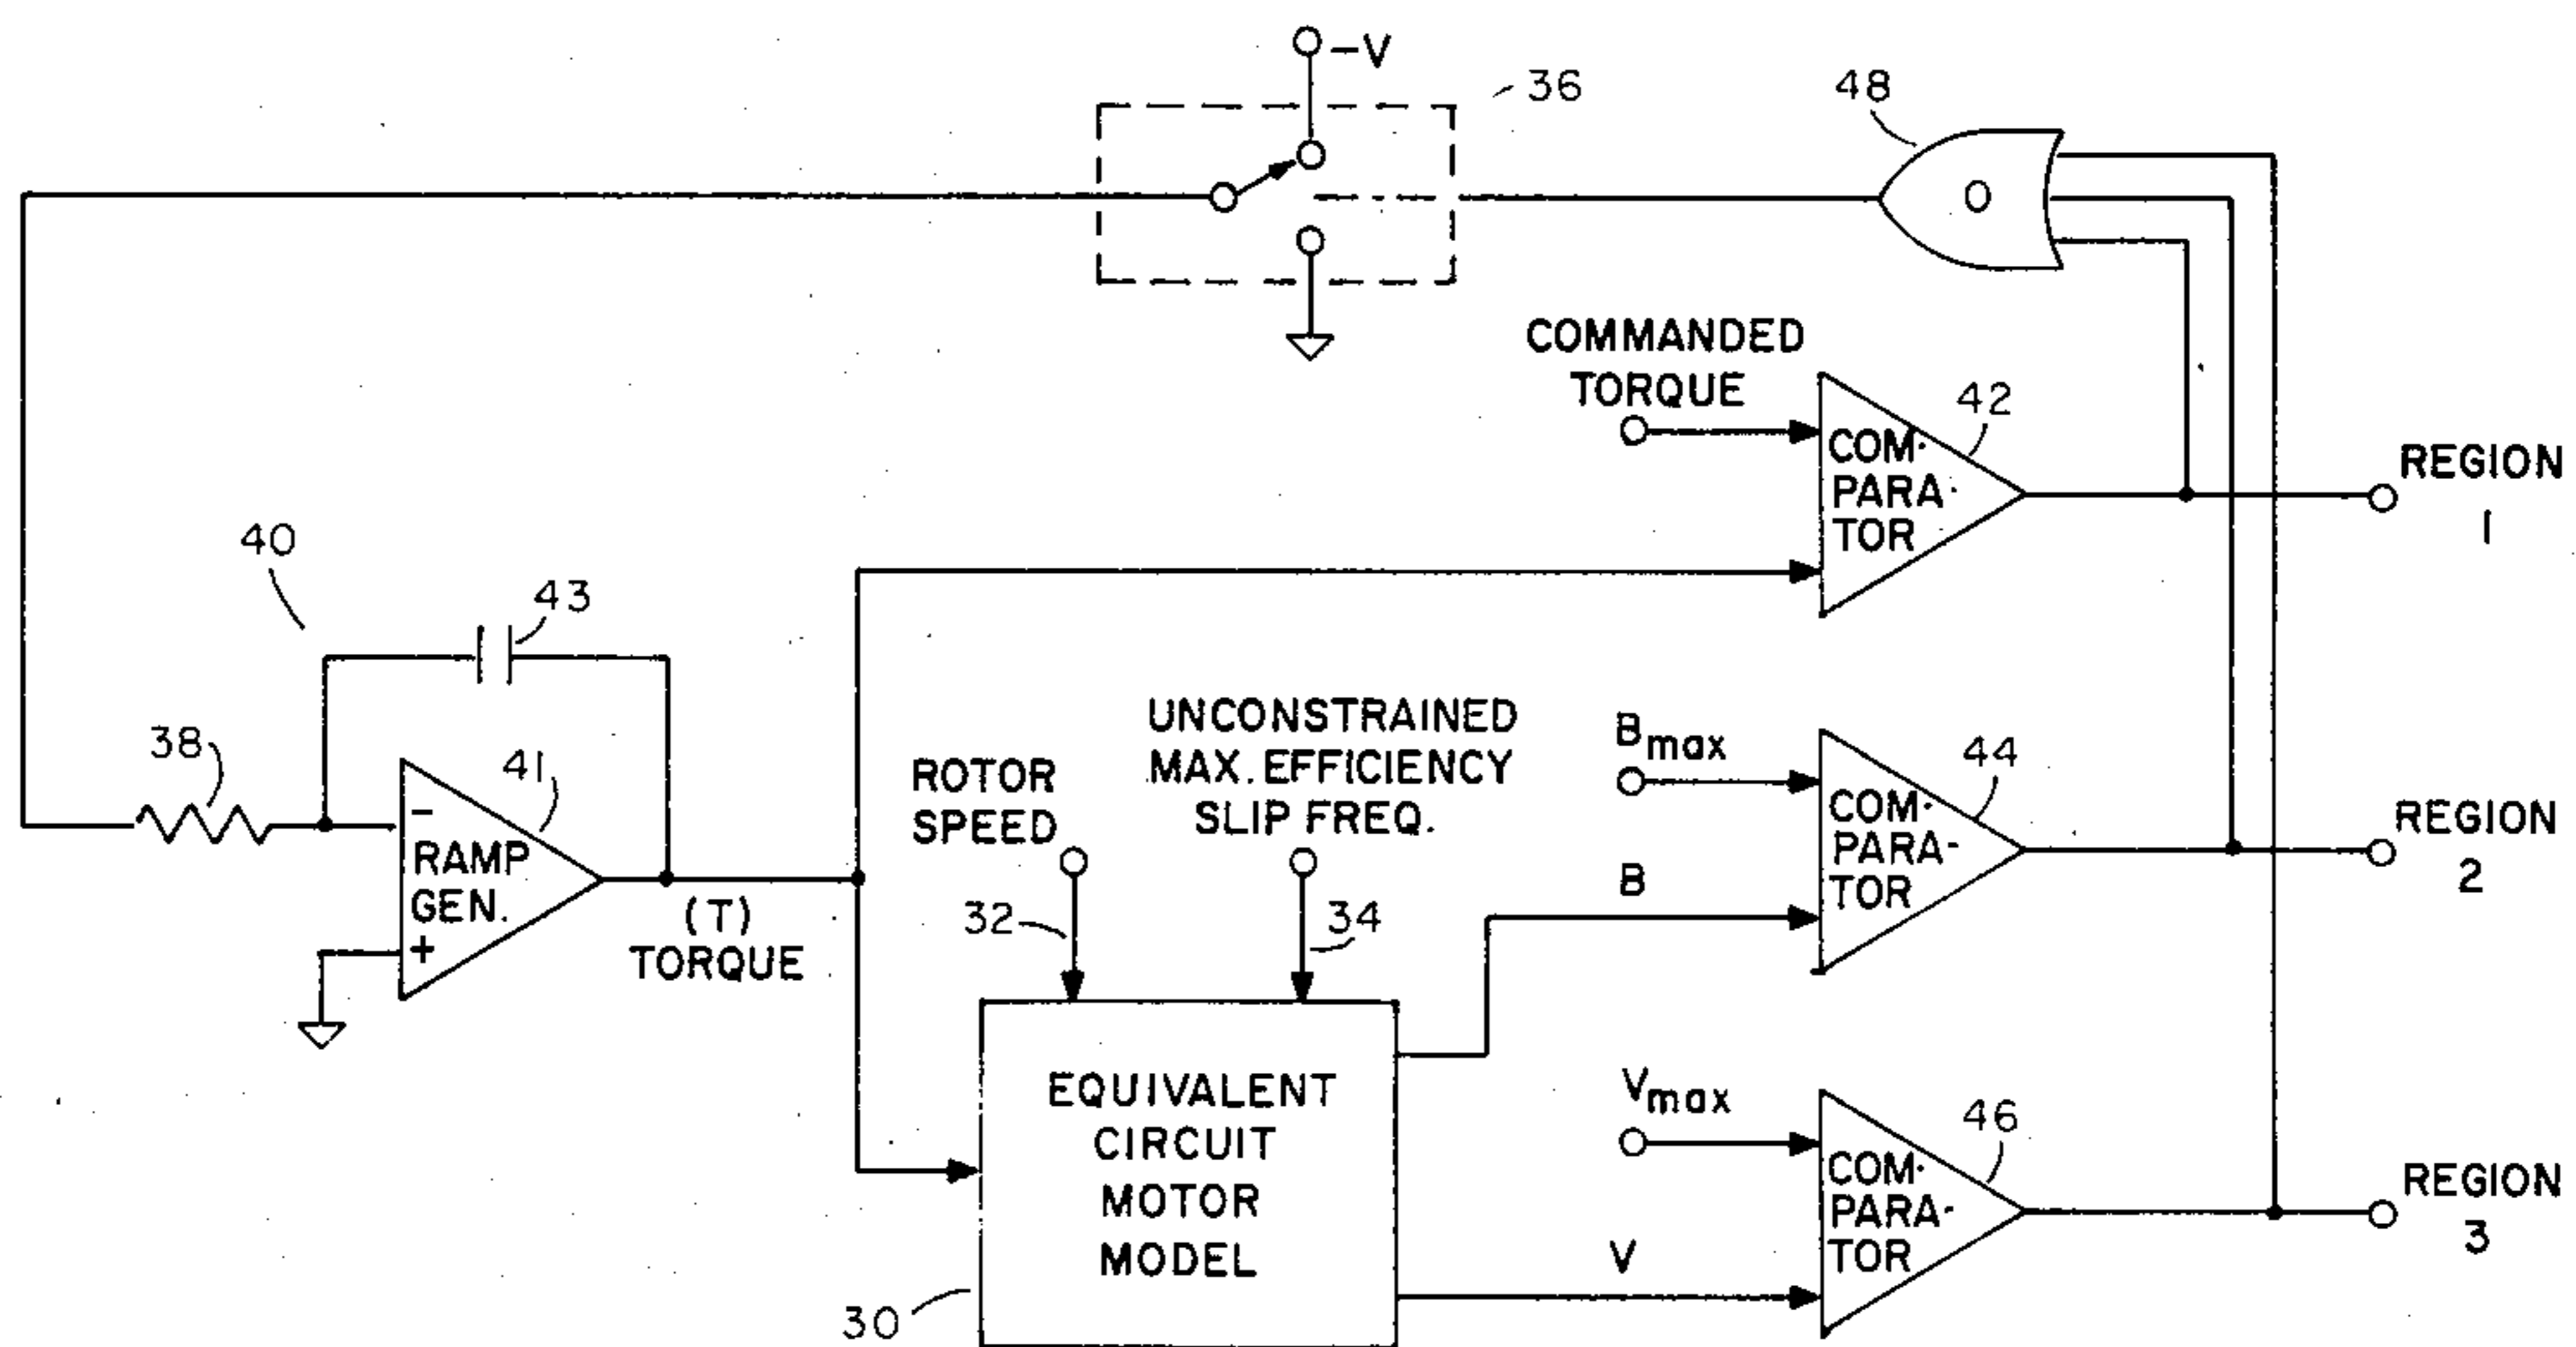 -V
36
48
O
COMMANDED
TORQUE
42
COM-
PARA-
TOR
REGION
1
40
43
38
41
-
RAMP
GEN.
+
(T)
TORQUE
ROTOR
SPEED
32
UNCONSTRAINED
MAX. EFFICIENCY
SLIP FREQ.
34
Bmax
44
COM-
PARA-
TOR
B
REGION
2
EQUIVALENT
CIRCUIT
MOTOR
MODEL
30
Vmax
46
COM-
PARA-
TOR
V
REGION
3